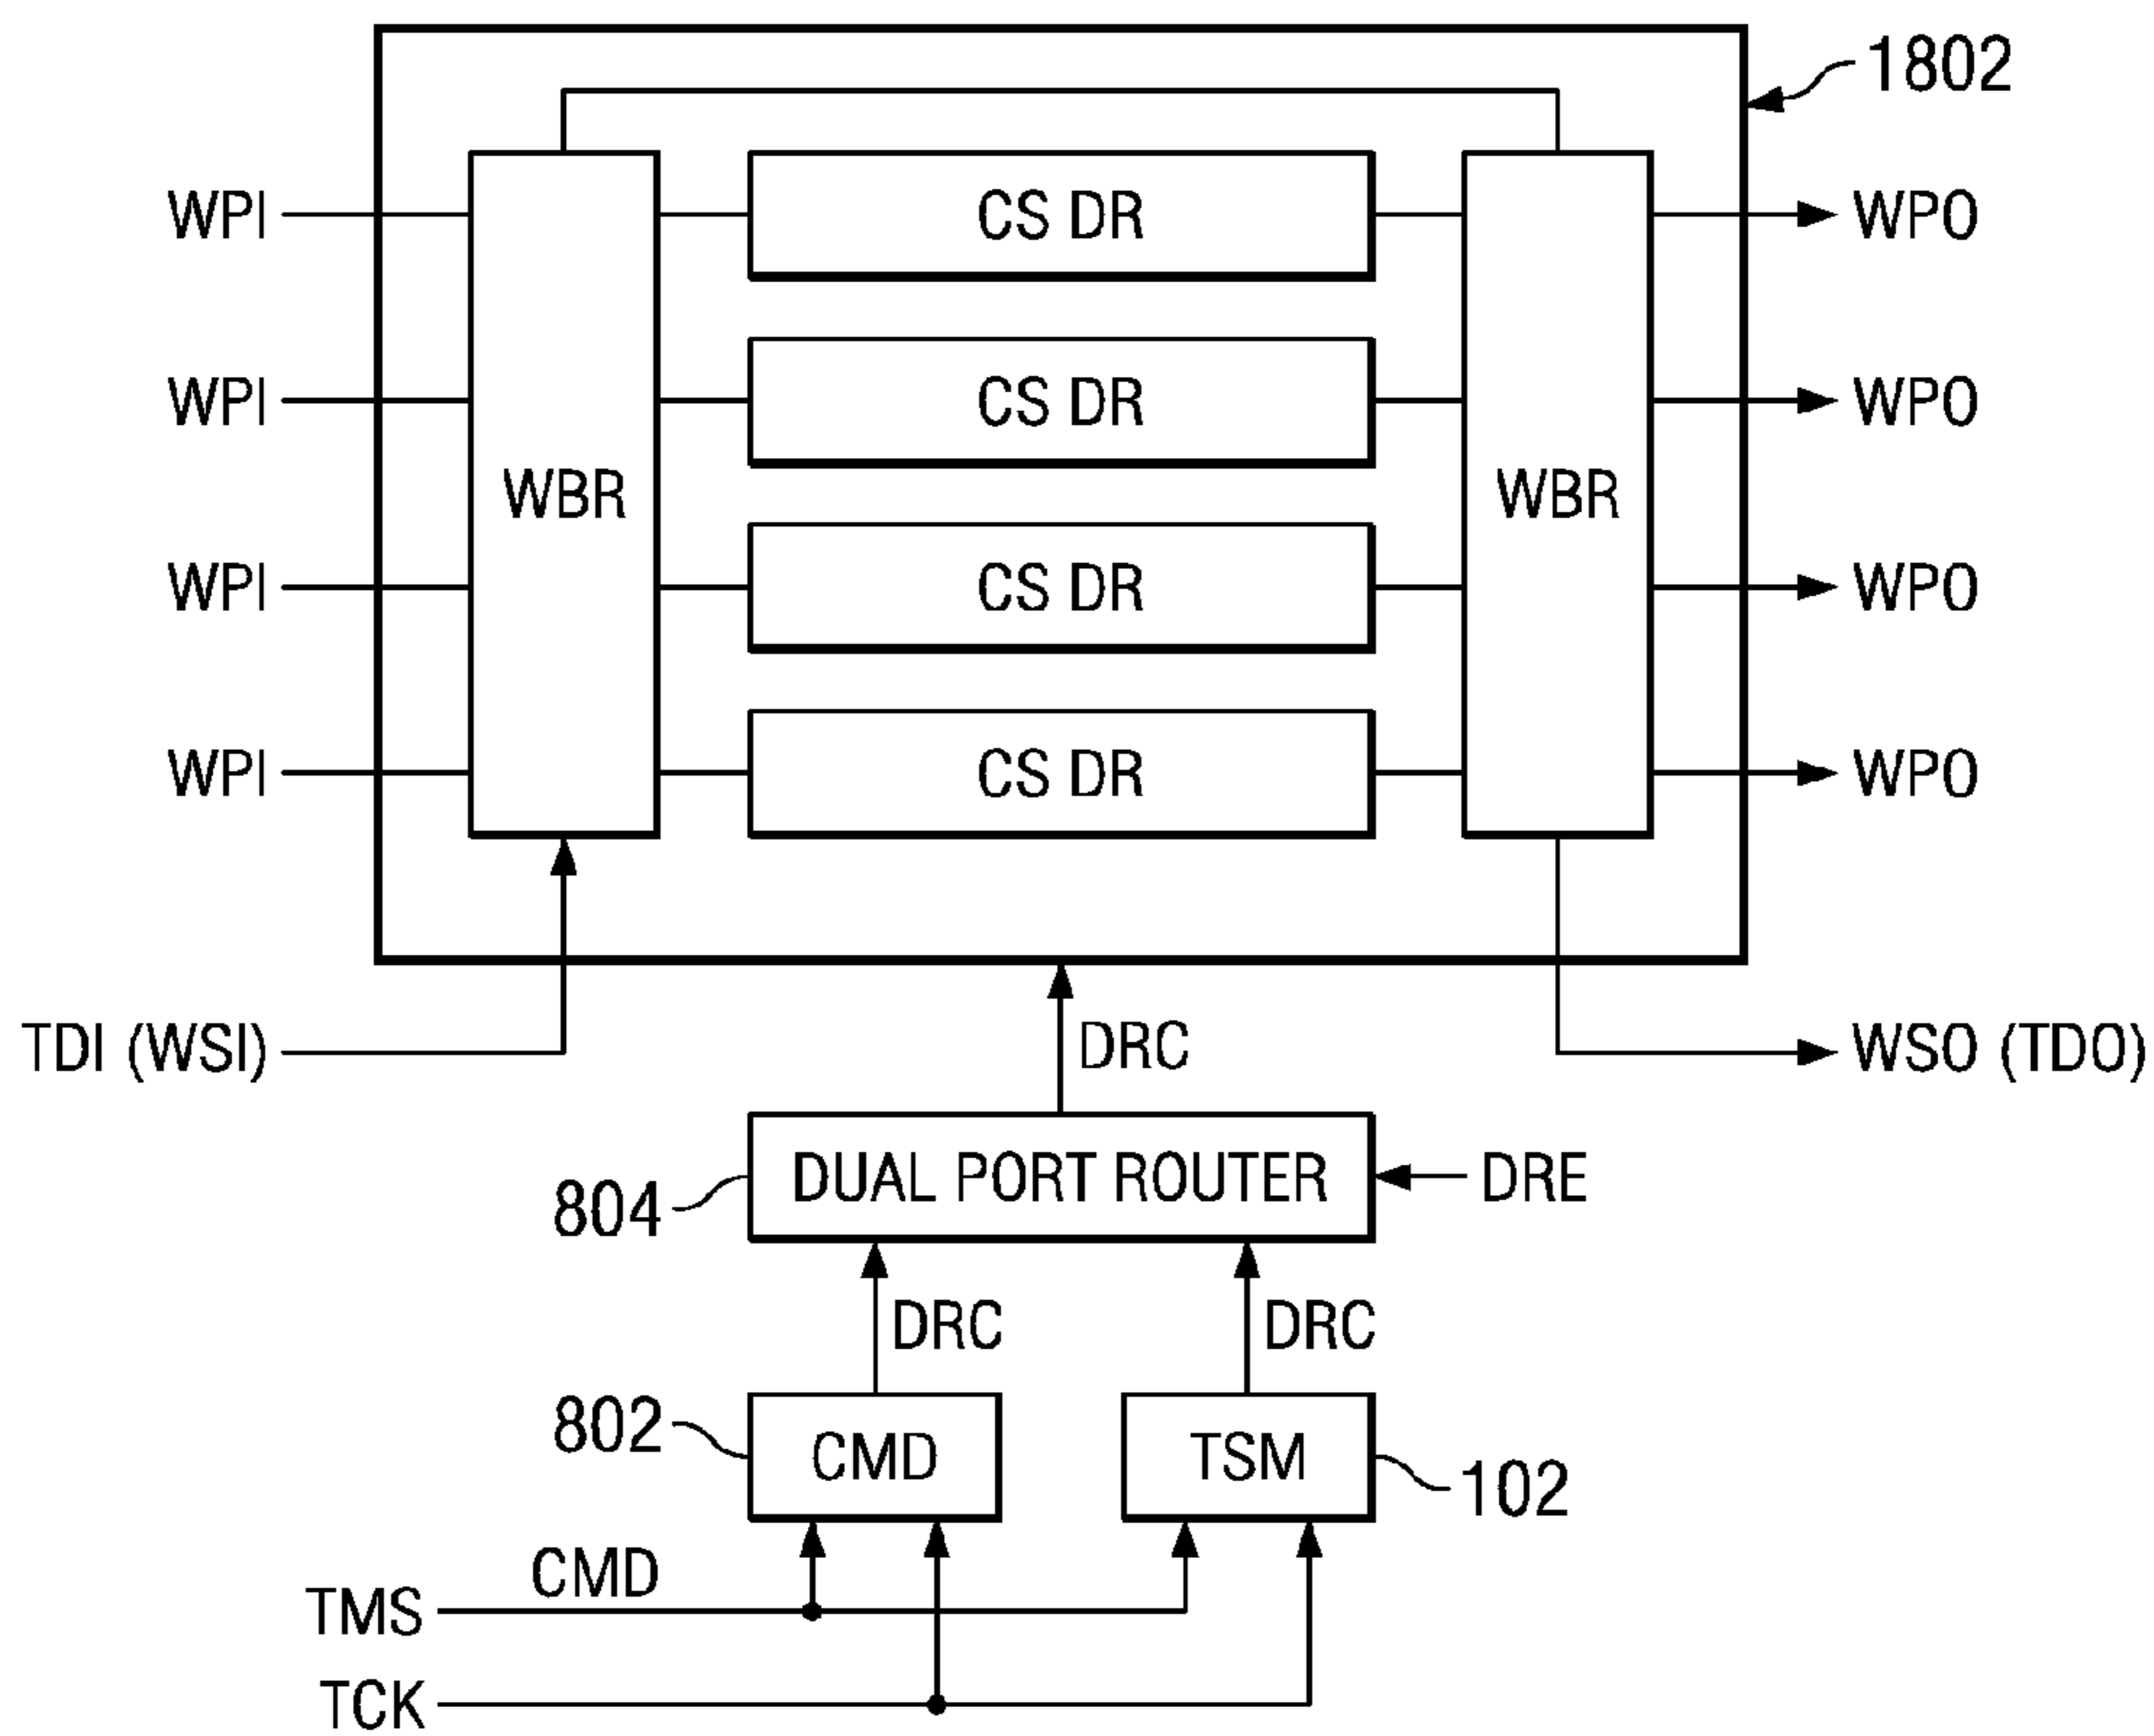 1802
WPI CS DR WPO
WPI CS DR WPO
WBR WBR
WPI CS DR WPO
WPI CS DR WPO
TDI (WSI) DRC WSO (TDO)
804 DUAL PORT ROUTER DRE
DRC DRC
802 CMD TSM 102
CMD
TMS
TCK